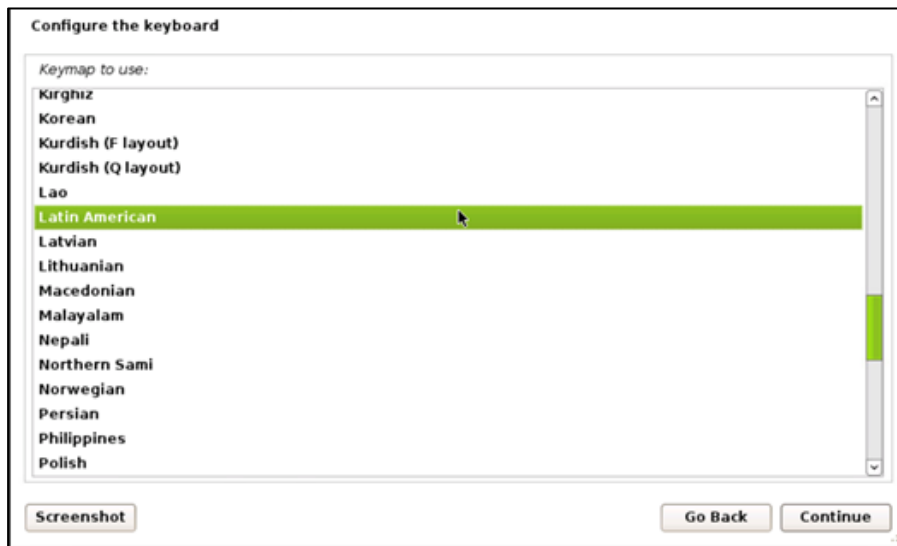 Configure the keyboard
Keymap to use:
Kirghiz
Korean
Kurdish (F layout)
Kurdish (Q layout)
Lao
Latin American
Latvian
Lithuanian
Macedonian
Malayalam
Nepali
Northern Sami
Norwegian
Persian
Philippines
Polish
Screenshot
Go Back
Continue